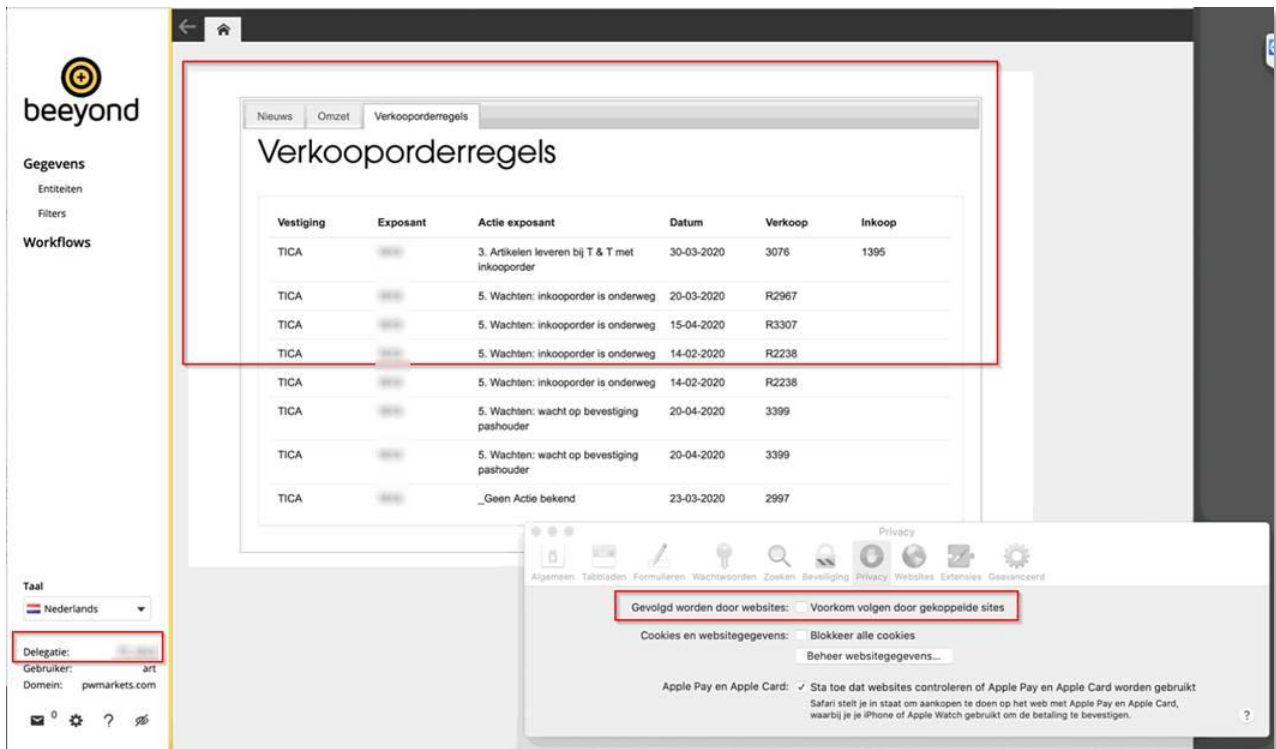 beeyond
Gegevens
Entiteiten
Filters
Workflows
Nieuws Omzet Verkooporderregels
Verkooporderregels
Vestiging Exposant Actie exposant Datum Verkoop Inkoop
TICA 3. Artikelen leveren bij T & T met 30-03-2020 3076 1395
inkooporder
TICA 5. Wachten: inkooporder is onderweg 20-03-2020 R2967
TICA 5. Wachten: inkooporder is onderweg 15-04-2020 R3307
TICA 5. Wachten: inkooporder is onderweg 14-02-2020 R2238
TICA 5. Wachten: inkooporder is onderweg 14-02-2020 R2238
TICA 5. Wachten: wacht op bevestiging 20-04-2020 3399
pashouder
TICA 5. Wachten: wacht op bevestiging 20-04-2020 3399
pashouder
TICA _Geen Actie bekend 23-03-2020 2997
Taal
Nederlands
Delegatie:
Gebruiker: art
Domein: pwmarkets.com
0 ?
Privacy
Algemeen Tabbladen Formulieren Wachtwoorden Zoeken Beveiliging Privacy Websites Extensies Geavanceerd
Gevolgd worden door websites: Voorkom volgen door gekoppelde sites
Cookies en websitegegevens: Blokkeer alle cookies
Beheer websitegegevens...
Apple Pay en Apple Card: ✓ Sta toe dat websites controleren of Apple Pay en Apple Card worden gebruikt
Safari stelt je in staat om aankopen te doen op het web met Apple Pay en Apple Card,
waarbij je je iPhone of Apple Watch gebruikt om de betaling te bevestigen.
?